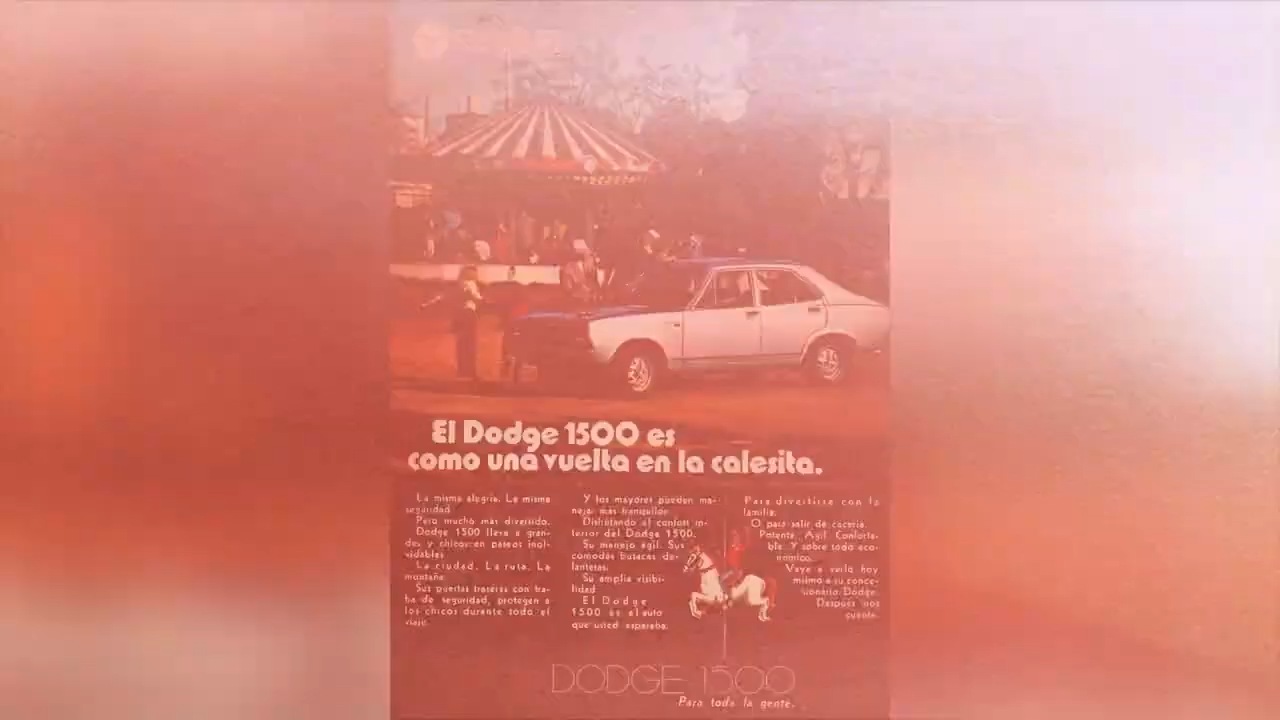 El Dodge 1500 es
como una vuelta en la calesita.
La misma alegría. La misma
seguridad.
Pero mucho más divertido.
Dodge 1500 lleva a gran-
des y chicos en paseos inol-
vidables.
La ciudad. La ruta. La
montaña.
Sus puertas traseras con tra-
ba de seguridad, protegen a
los chicos durante todo el
viaje.
Y los mayores pueden ma-
nejar más tranquilos.
Disfrutando el confort in-
terior del Dodge 1500.
Su manejo ágil. Sus
cómodas butacas de-
lanteras.
Su amplia visibi-
lidad.
El Dodge
1500 es el auto
que usted esperaba.
Para divertirse con la
familia.
O para salir de cacería.
Potente. Agil. Conforta-
ble. Y sobre todo eco-
nómico.
Vaya a verlo hoy
mismo a su conce-
sionario Dodge.
Después nos
cuenta.
DODGE 1500
Para toda la gente.